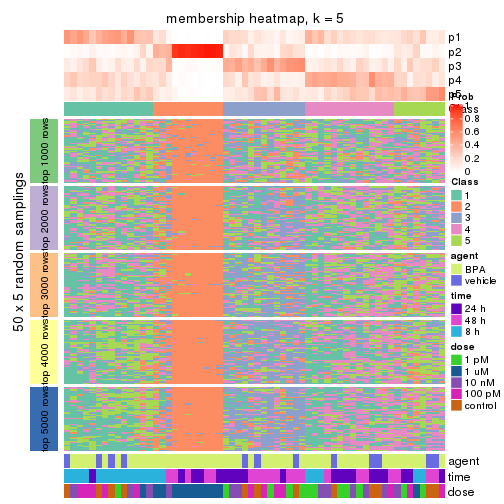 membership heatmap, k = 5
p1
p2
p3
p4
p5
Prob
1
0.8
0.6
0.4
0.2
0
Class
Class
1
2
3
4
5
agent
BPA
vehicle
time
24 h
48 h
8 h
dose
1 pM
1 uM
10 nM
100 pM
control
50 x 5 random samplings
top 1000 rows
top 2000 rows
top 3000 rows
top 4000 rows
top 5000 rows
agent
time
dose